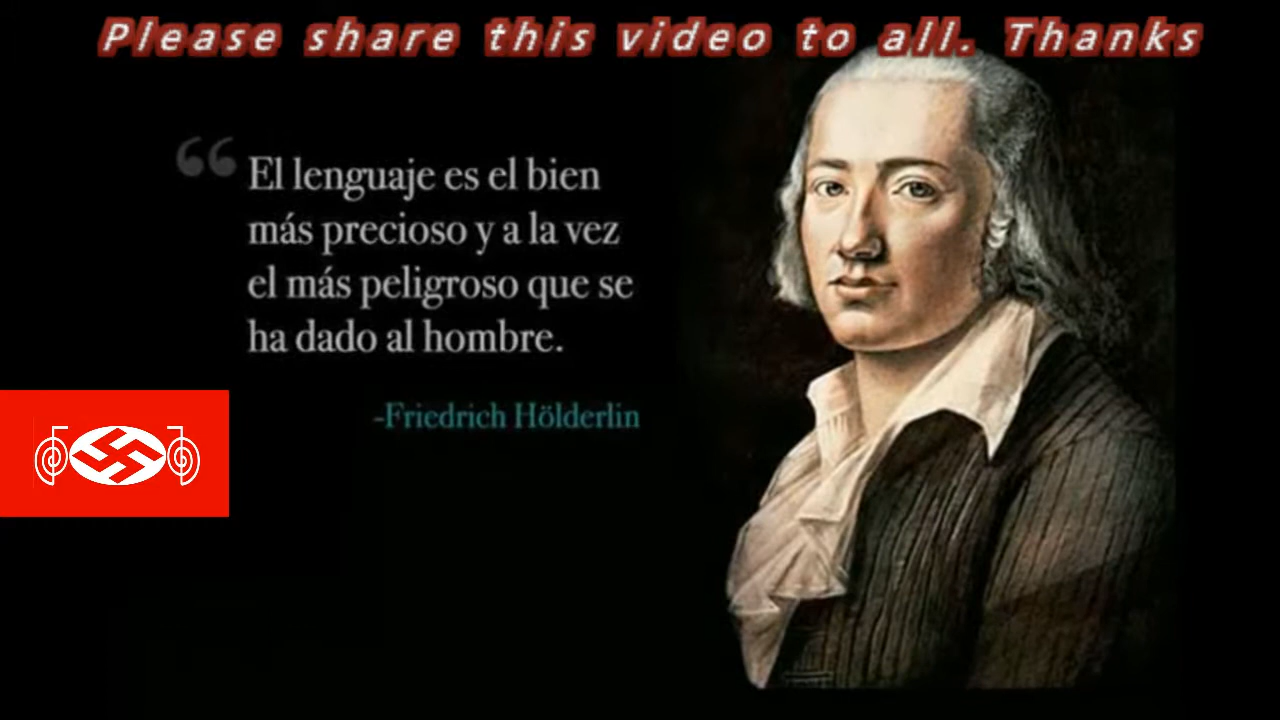 Please share this video to all. Thanks
“ El lenguaje es el bien
más precioso y a la vez
el más peligroso que se
ha dado al hombre.
-Friedrich Hölderlin